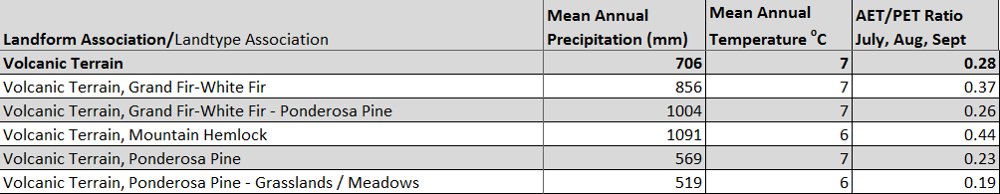 Landform Association/Landtype Association Mean Annual Precipitation (mm) Mean Annual Temperature ⁰C AET/PET Ratio July, Aug, Sept
Volcanic Terrain 706 7 0.28
Volcanic Terrain, Grand Fir-White Fir 856 7 0.37
Volcanic Terrain, Grand Fir-White Fir - Ponderosa Pine 1004 7 0.26
Volcanic Terrain, Mountain Hemlock 1091 6 0.44
Volcanic Terrain, Ponderosa Pine 569 7 0.23
Volcanic Terrain, Ponderosa Pine - Grasslands / Meadows 519 6 0.19